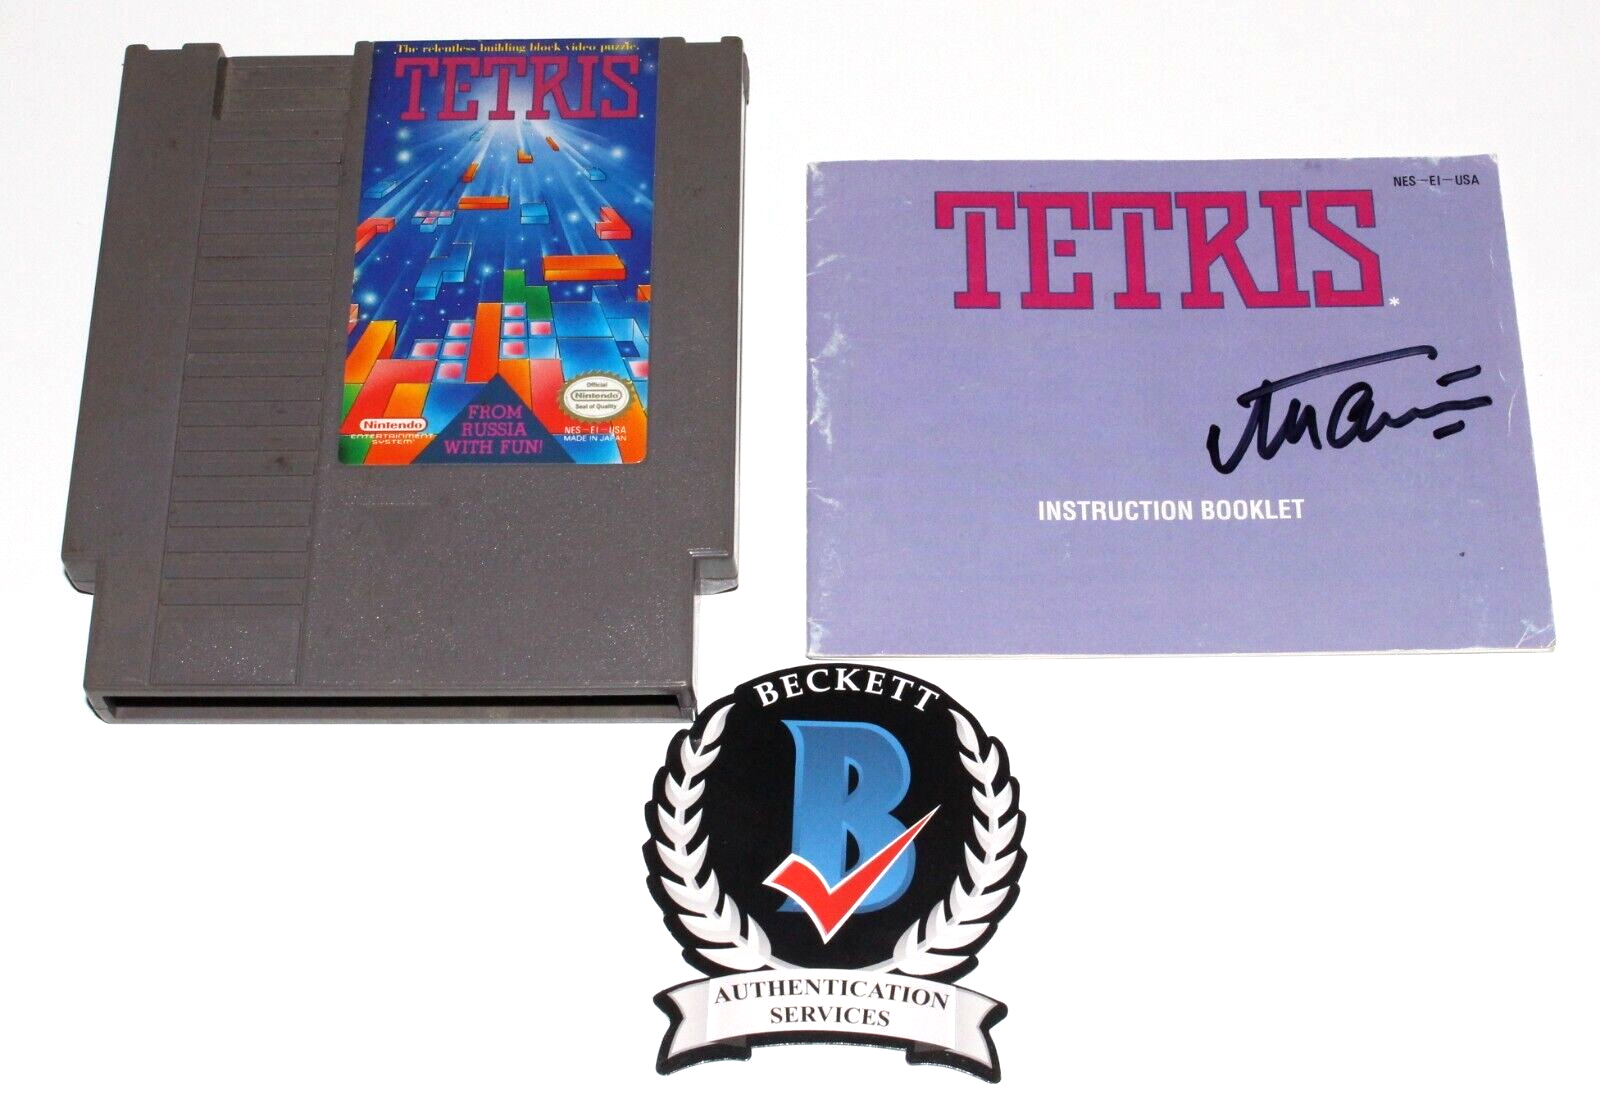 The relentless building block video puzzle.
TETRIS
FROM
RUSSIA
WITH FUN!
Nintendo
ENTERTAINMENT
SYSTEM
Official
Nintendo
Seal of Quality
NES-EI-USA
MADE IN JAPAN
NES-EI-USA
TETRIS
*
INSTRUCTION BOOKLET
BECKETT
B
AUTHENTICATION
SERVICES